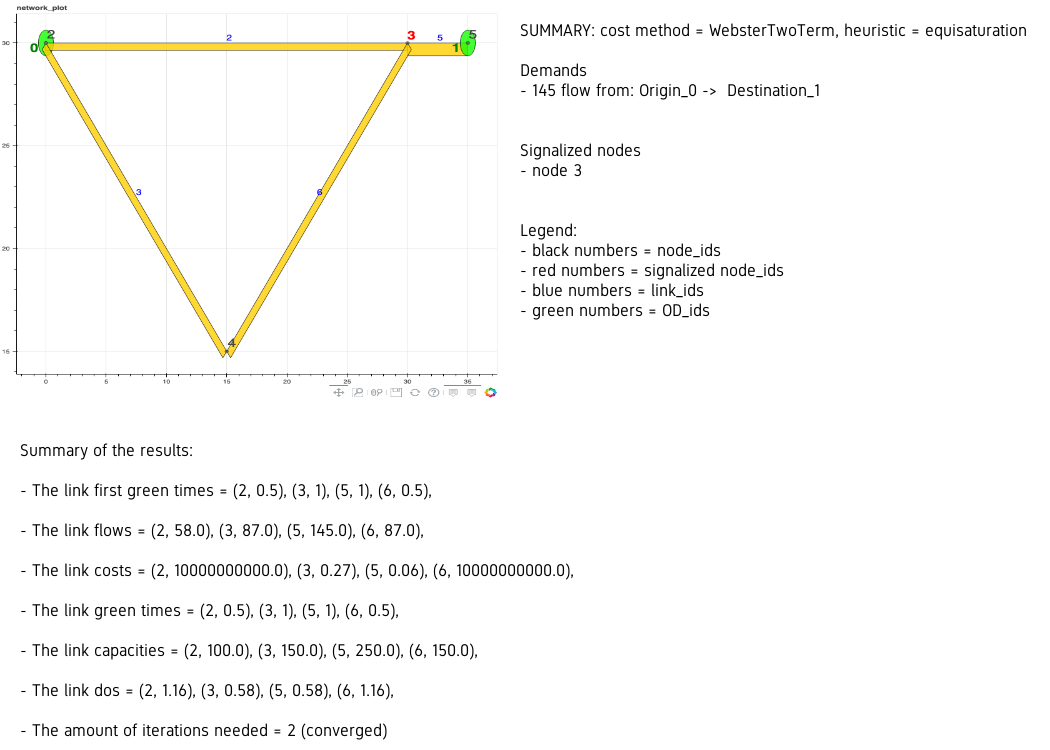 network_plot
SUMMARY: cost method = WebsterTwoTerm, heuristic = equisaturation
Demands
- 145 flow from: Origin_0 -> Destination_1
Signalized nodes
- node 3
Legend:
- black numbers = node_ids
- red numbers = signalized node_ids
- blue numbers = link_ids
- green numbers = OD_ids
30
25
20
15
0 2
2
3
5
1 5
3
6
4
0 5 10 15 20 25 30 35
Summary of the results:
- The link first green times = (2, 0.5), (3, 1), (5, 1), (6, 0.5),
- The link flows = (2, 58.0), (3, 87.0), (5, 145.0), (6, 87.0),
- The link costs = (2, 10000000000.0), (3, 0.27), (5, 0.06), (6, 10000000000.0),
- The link green times = (2, 0.5), (3, 1), (5, 1), (6, 0.5),
- The link capacities = (2, 100.0), (3, 150.0), (5, 250.0), (6, 150.0),
- The link dos = (2, 1.16), (3, 0.58), (5, 0.58), (6, 1.16),
- The amount of iterations needed = 2 (converged)